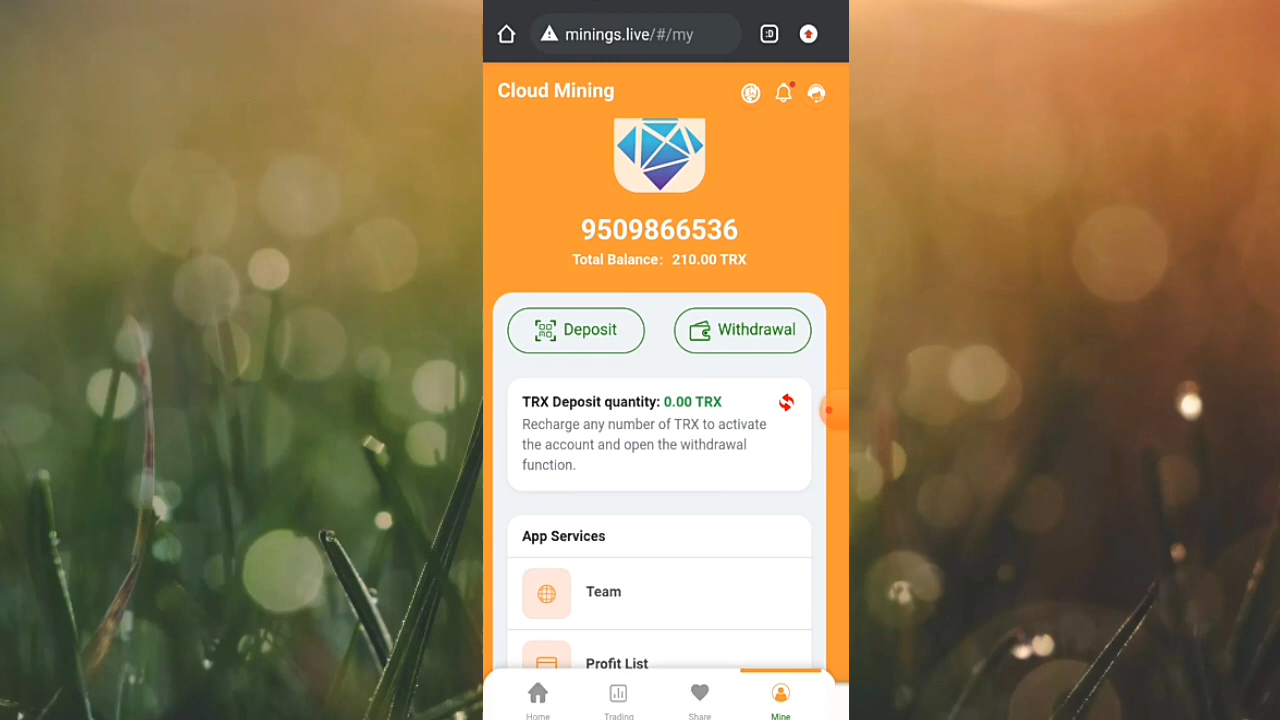 minings.live/#/my
:D
Cloud Mining
9509866536
Total Balance: 210.00 TRX
Deposit
Withdrawal
TRX Deposit quantity: 0.00 TRX
Recharge any number of TRX to activate
the account and open the withdrawal
function.
App Services
Team
Profit List
Home
Trading
Share
Mine